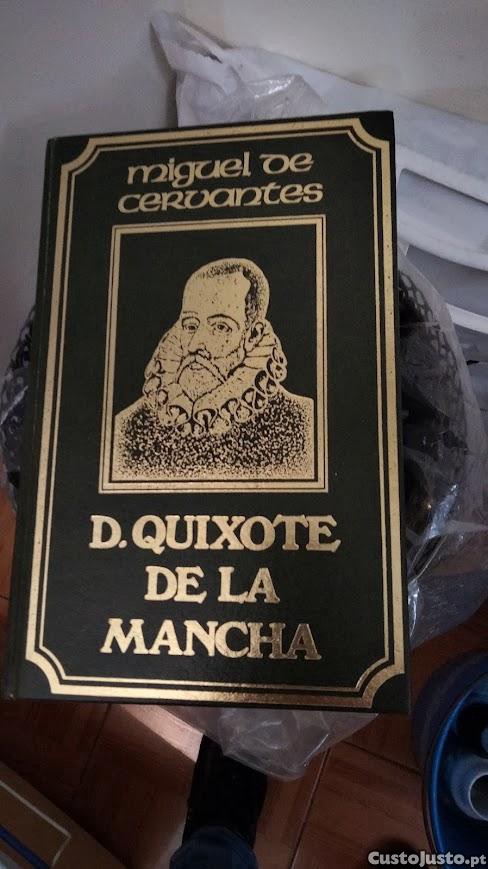 miguel de
cervantes
D. QUIXOTE
DE LA
MANCHA
CustoJusto.pt